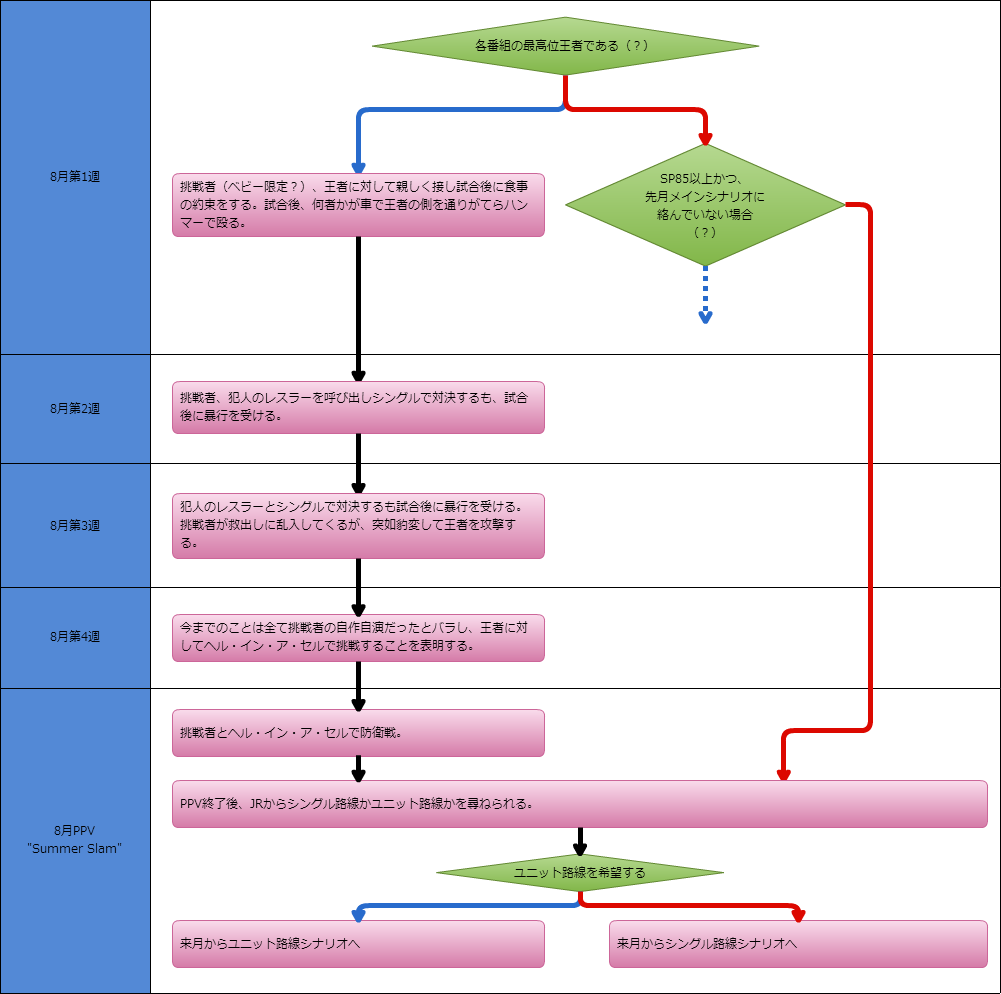 各番組の最高位王者である（？）
8月第1週
挑戦者（ベビー限定？）、王者に対して親しく接し試合後に食事
の約束をする。試合後、何者かが車で王者の側を通りがてらハン
マーで殴る。
SP85以上かつ、
先月メインシナリオに
絡んでいない場合
（？）
8月第2週
挑戦者、犯人のレスラーを呼び出しシングルで対決するも、試合
後に暴行を受ける。
8月第3週
犯人のレスラーとシングルで対決するも試合後に暴行を受ける。
挑戦者が救出しに乱入してくるが、突如豹変して王者を攻撃す
る。
8月第4週
今までのことは全て挑戦者の自作自演だったとバラし、王者に対
してヘル・イン・ア・セルで挑戦することを表明する。
8月PPV
"Summer Slam"
挑戦者とヘル・イン・ア・セルで防衛戦。
PPV終了後、JRからシングル路線かユニット路線かを尋ねられる。
ユニット路線を希望する
来月からユニット路線シナリオへ
来月からシングル路線シナリオへ